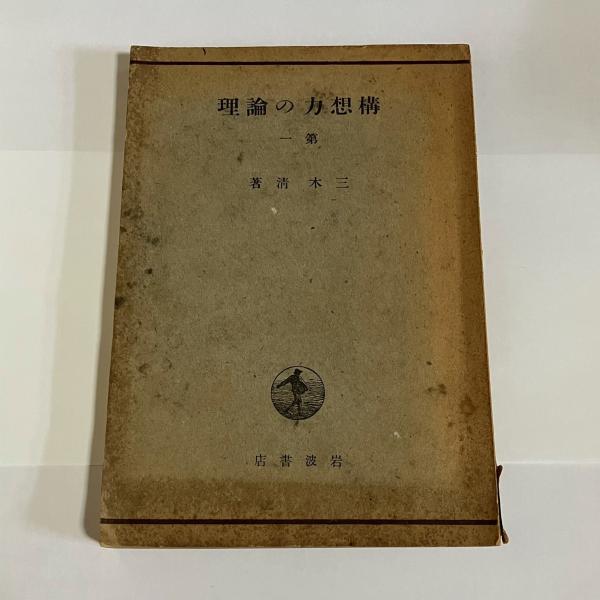 構想力の論理
第一
三木清著
岩波書店